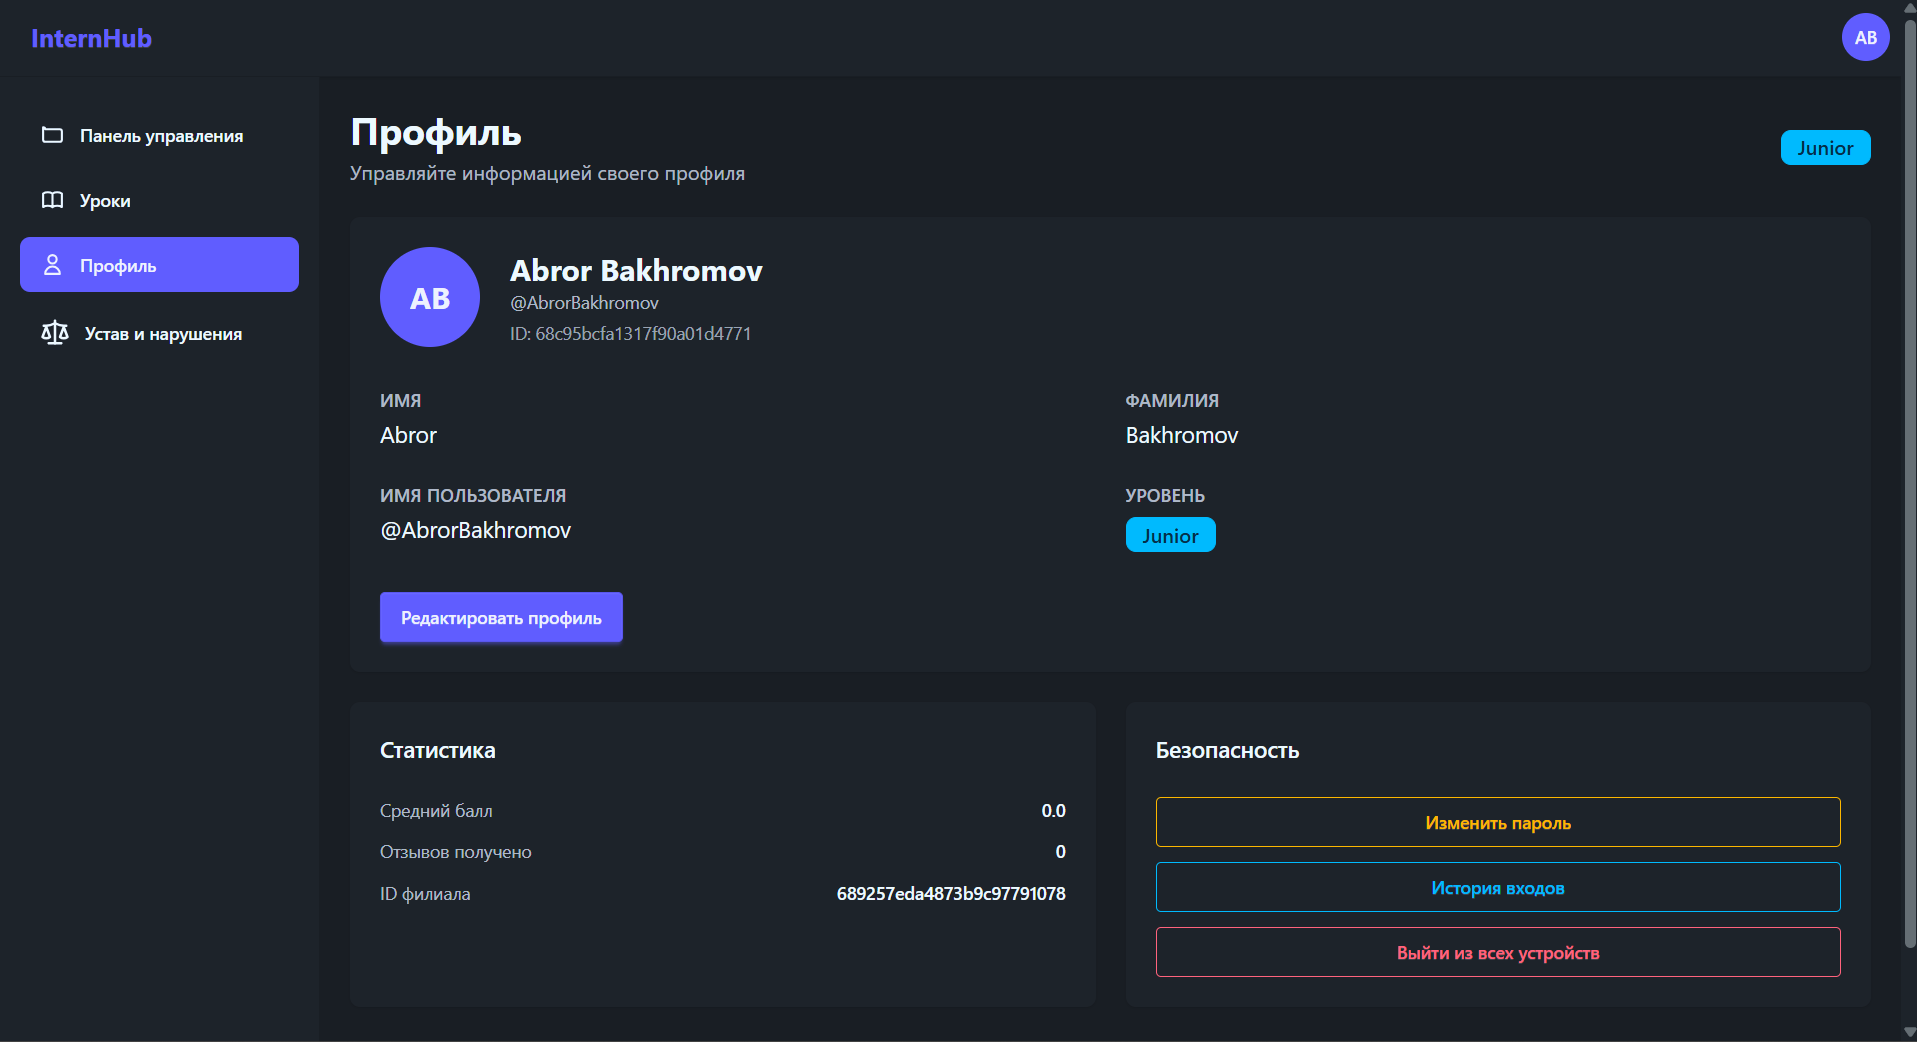 InternHub
AB
Панель управления
Уроки
Профиль
Устав и нарушения
Профиль
Управляйте информацией своего профиля
Junior
AB
Abror Bakhromov
@AbrorBakhromov
ID: 68c95bcfa1317f90a01d4771
ИМЯ
Abror
ФАМИЛИЯ
Bakhromov
ИМЯ ПОЛЬЗОВАТЕЛЯ
@AbrorBakhromov
УРОВЕНЬ
Junior
Редактировать профиль
Статистика
Средний балл 0.0
Отзывов получено 0
ID филиала 689257eda4873b9c97791078
Безопасность
Изменить пароль
История входов
Выйти из всех устройств